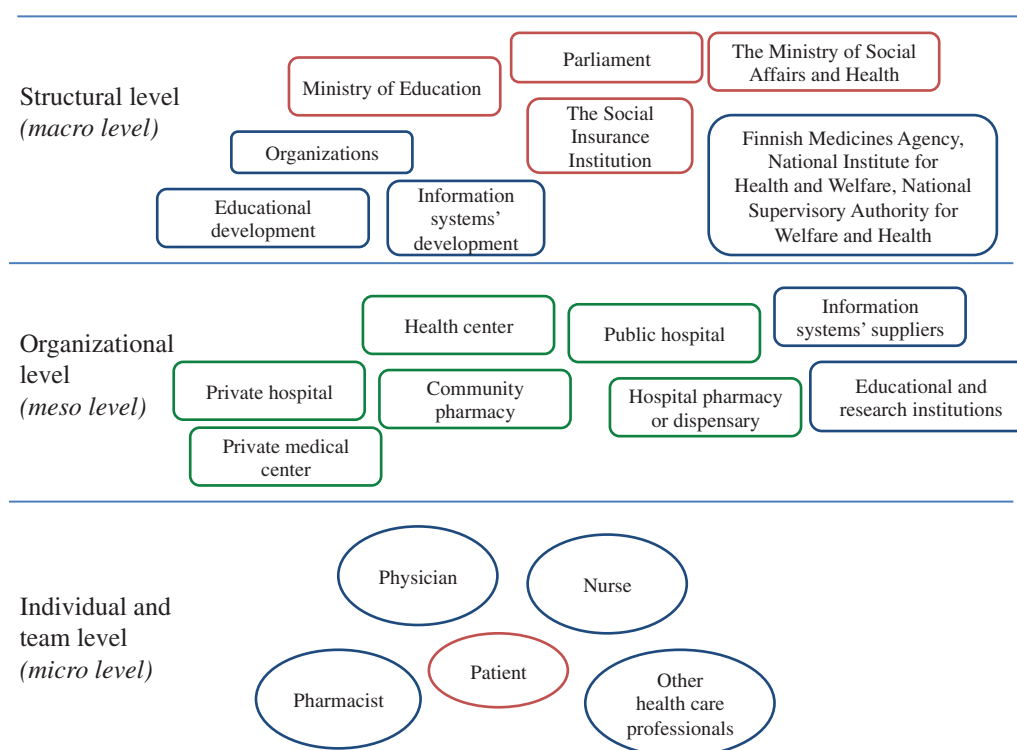 Structural level
(macro level)
Ministry of Education
Parliament
The Ministry of Social
Affairs and Health
Organizations
The Social
Insurance
Institution
Finnish Medicines Agency,
National Institute for
Health and Welfare, National
Supervisory Authority for
Welfare and Health
Educational
development
Information
systems’
development
Organizational
level
(meso level)
Health center
Public hospital
Information
systems’ suppliers
Private hospital
Community
pharmacy
Hospital pharmacy
or dispensary
Educational and
research institutions
Private medical
center
Individual and
team level
(micro level)
Physician
Nurse
Pharmacist
Patient
Other
health care
professionals